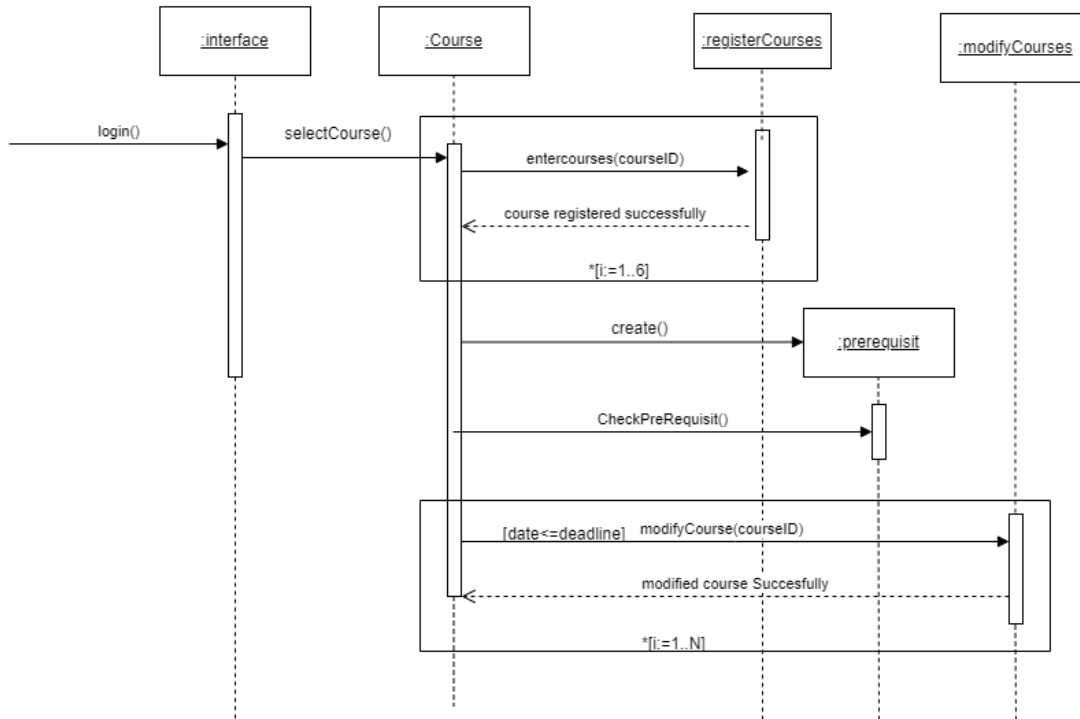 :interface
:Course
:registerCourses
:modifyCourses
login()
selectCourse()
entercourses(courseID)
course registered successfully
*[i:=1..6]
create()
:prerequisit
CheckPreRequisit()
[date<=deadline] modifyCourse(courseID)
modified course Succesfully
*[i:=1..N]